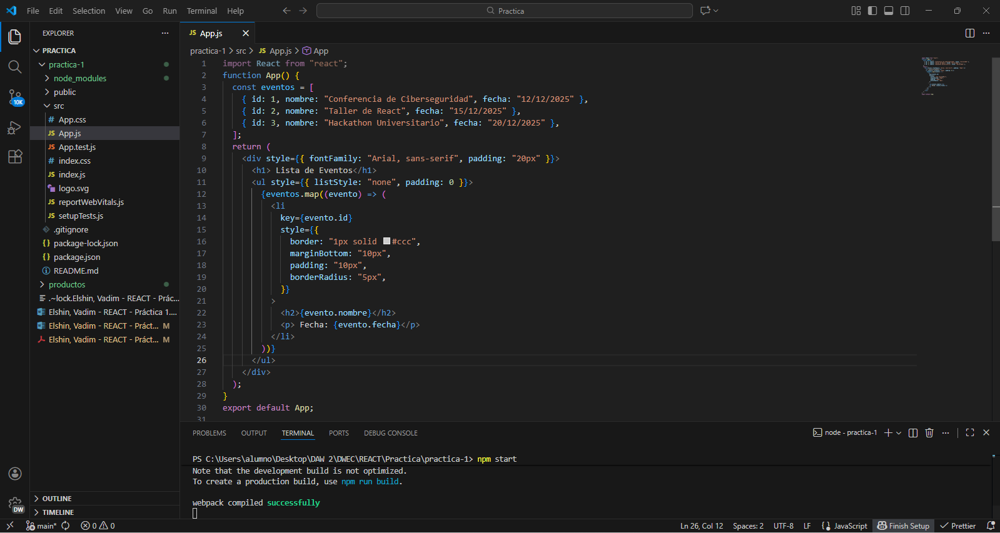 File Edit Selection View Go Run Terminal Help
Practica
EXPLORER
PRACTICA
practica-1
node_modules
public
src
# App.css
JS App.js
JS App.test.js
# index.css
JS index.js
logo.svg
JS reportWebVitals.js
JS setupTests.js
.gitignore
{} package-lock.json
{} package.json
README.md
productos
.~lock.Elshin, Vadim - REACT - Prác...
Elshin, Vadim - REACT - Práctica 1....
Elshin, Vadim - REACT - Práct... M
Elshin, Vadim - REACT - Práct... M
10K
DW
OUTLINE
TIMELINE
JS App.js
practica-1 > src > JS App.js > App
1 import React from "react";
2 function App() {
3 const eventos = [
4 { id: 1, nombre: "Conferencia de Ciberseguridad", fecha: "12/12/2025" },
5 { id: 2, nombre: "Taller de React", fecha: "15/12/2025" },
6 { id: 3, nombre: "Hackathon Universitario", fecha: "20/12/2025" },
7 ];
8 return (
9 <div style={{ fontFamily: "Arial, sans-serif", padding: "20px" }}>
10 <h1> Lista de Eventos</h1>
11 <ul style={{ listStyle: "none", padding: 0 }}>
12 {eventos.map((evento) => (
13 <li
14 key={evento.id}
15 style={{
16 border: "1px solid #ccc",
17 marginBottom: "10px",
18 padding: "10px",
19 borderRadius: "5px",
20 }}
21 >
22 <h2>{evento.nombre}</h2>
23 <p> Fecha: {evento.fecha}</p>
24 </li>
25 ))}
26 </ul>
27 </div>
28 );
29 }
30 export default App;
31
PROBLEMS OUTPUT TERMINAL PORTS DEBUG CONSOLE
node - practica-1
PS C:\Users\alumno\Desktop\DAW 2\DWEC\REACT\Practica\practica-1> npm start
Note that the development build is not optimized.
To create a production build, use npm run build.
webpack compiled successfully
main* 0 0
Ln 26, Col 12 Spaces: 2 UTF-8 LF {} JavaScript Finish Setup Prettier